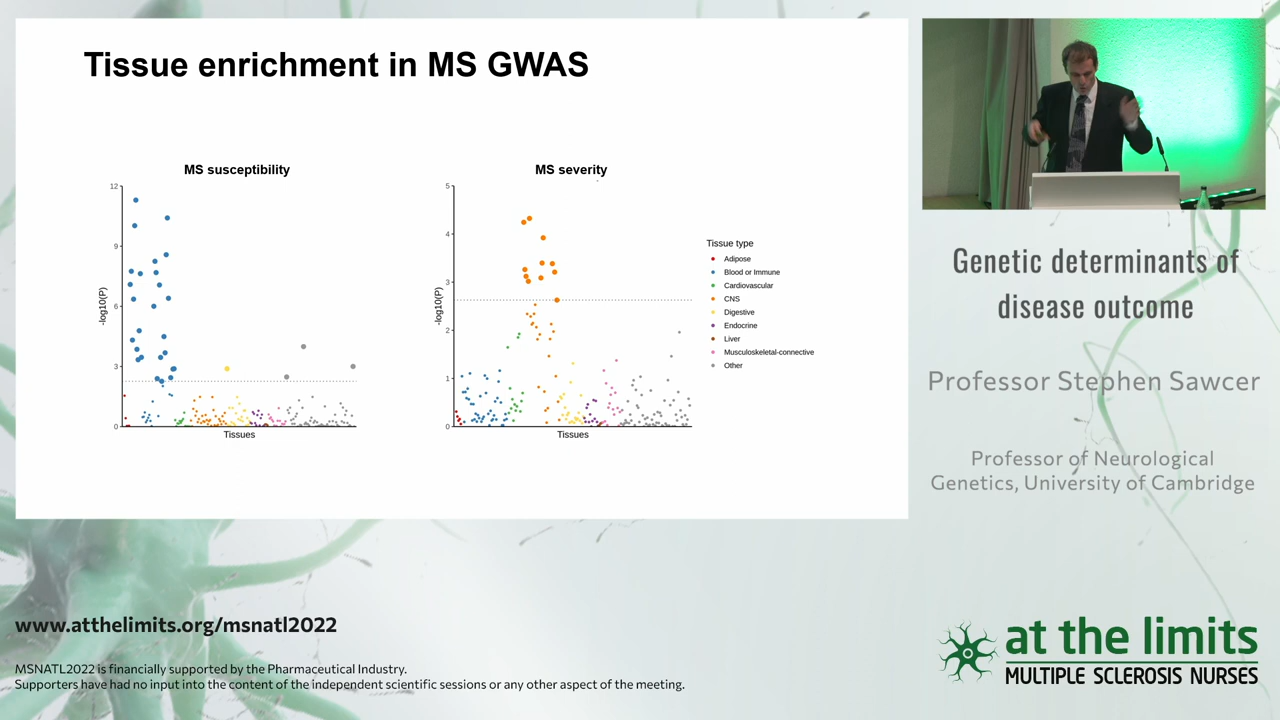 Tissue enrichment in MS GWAS
MS susceptibility
12
9
6
3
0
-log10(P)
Tissues
MS severity
5
4
3
2
1
0
-log10(P)
Tissues
Tissue type
Adipose
Blood or Immune
Cardiovascular
CNS
Digestive
Endocrine
Liver
Musculoskeletal-connective
Other
Genetic determinants of
disease outcome
Professor Stephen Sawcer
Professor of Neurological
Genetics, University of Cambridge
www.atthelimits.org/msnatl2022
MSNATL2022 is financially supported by the Pharmaceutical Industry.
Supporters have had no input into the content of the independent scientific sessions or any other aspect of the meeting.
at the limits
MULTIPLE SCLEROSIS NURSES